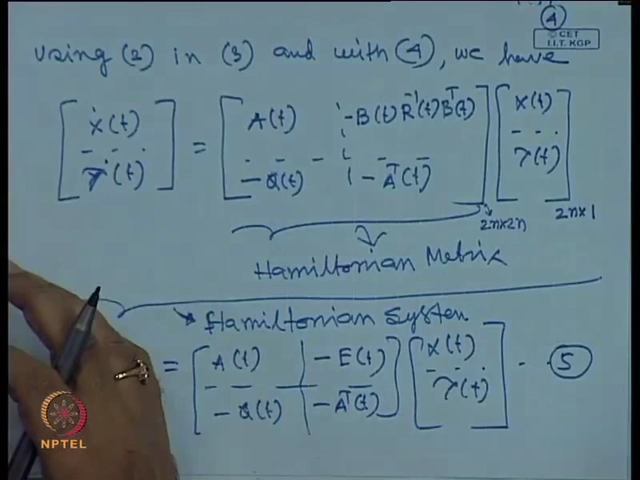 ④
© CET
I.I.T. KGP
using (2) in (3) and with (4), we have
[ẋ(t) / λ̇(t)] = [A(t) -B(t)R⁻¹(t)Bᵀ(t) / -Q(t) -Aᵀ(t)]2n×2n [x(t) / λ(t)]2n×1
Hamiltonian Metrix
Hamiltonian System
= [A(t) -E(t) / -Q(t) -Aᵀ(t)] [x(t) / λ(t)] - - ⑤
NPTEL